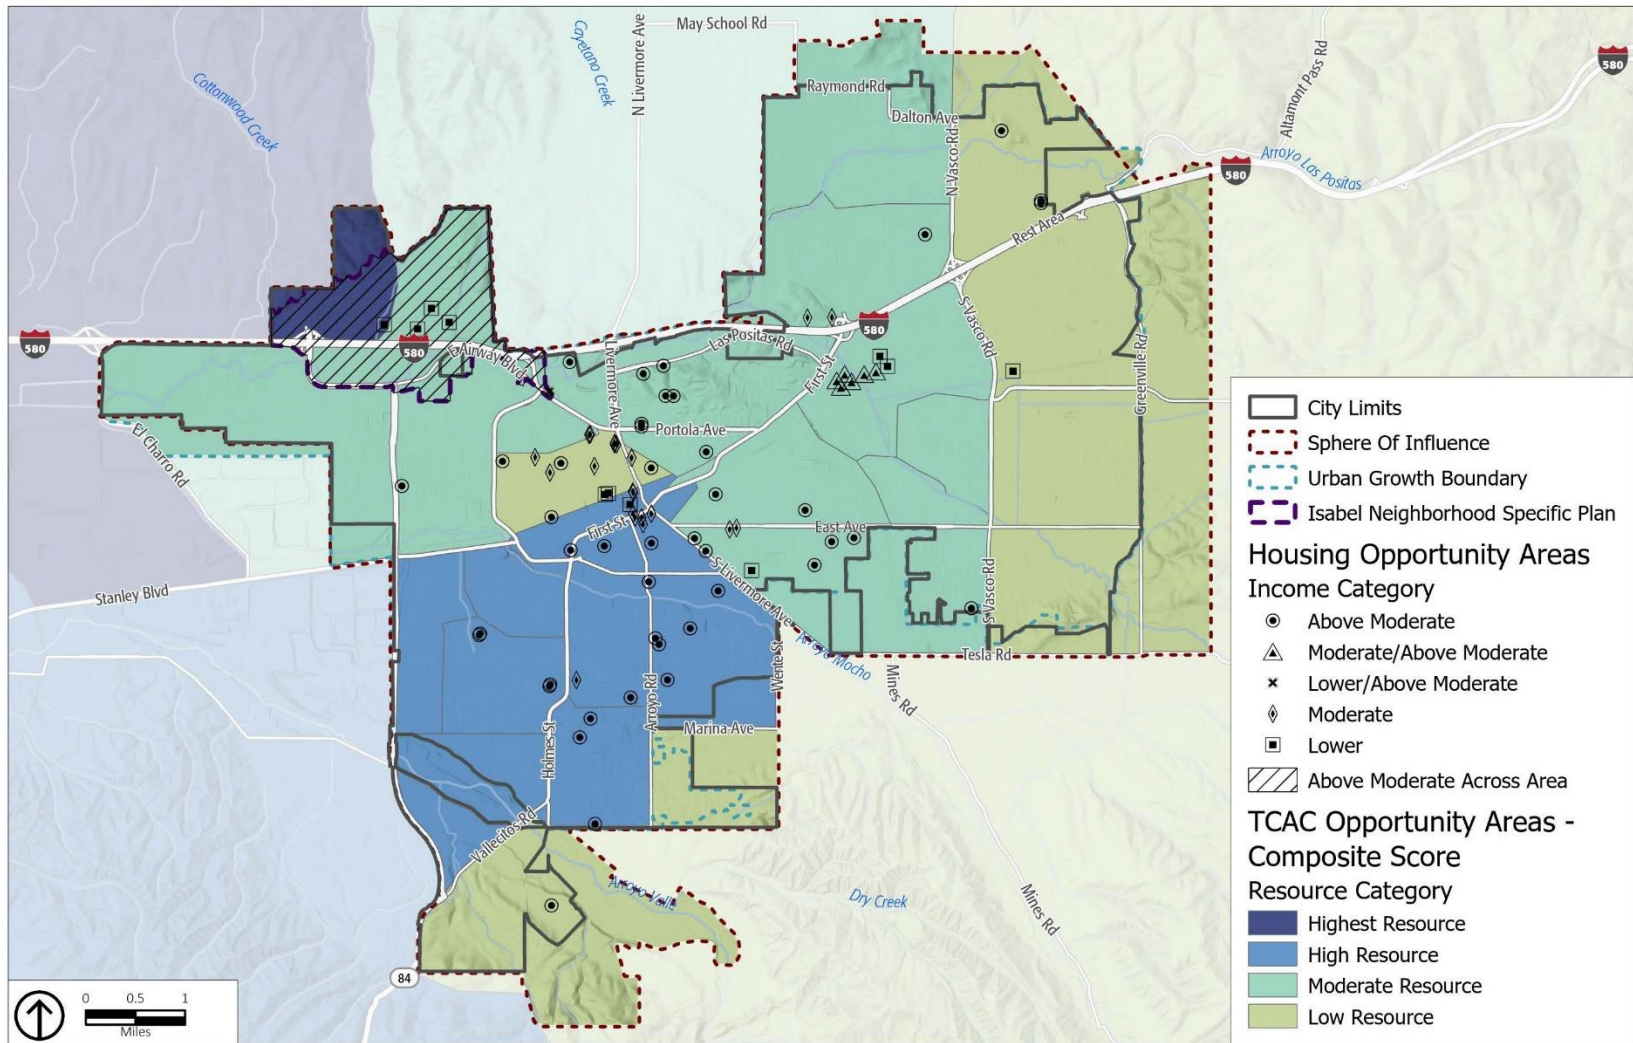 May School Rd
Cayetano Creek
N Livermore Ave
Cottonwood Creek
Raymond Rd
Dalton Ave
N Vasco Rd
Altamont Pass Rd
580
Arroyo Las Positas
580
Rest Area
580
580
580
E Airway Blvd
Livermore Ave
Las Positas Rd
First St
S Vasco Rd
Greenville Rd
El Charro Rd
Portola Ave
First St
East Ave
Stanley Blvd
S Livermore Ave
S Vasco Rd
Arroyo Mocho
Tesla Rd
Wente St
Mines Rd
Arroyo Rd
Holmes St
Marina Ave
Vallecitos Rd
Arroyo Valle
Dry Creek
Mines Rd
84
0 0.5 1
Miles
City Limits
Sphere Of Influence
Urban Growth Boundary
Isabel Neighborhood Specific Plan
Housing Opportunity Areas
Income Category
Above Moderate
Moderate/Above Moderate
Lower/Above Moderate
Moderate
Lower
Above Moderate Across Area
TCAC Opportunity Areas -
Composite Score
Resource Category
Highest Resource
High Resource
Moderate Resource
Low Resource